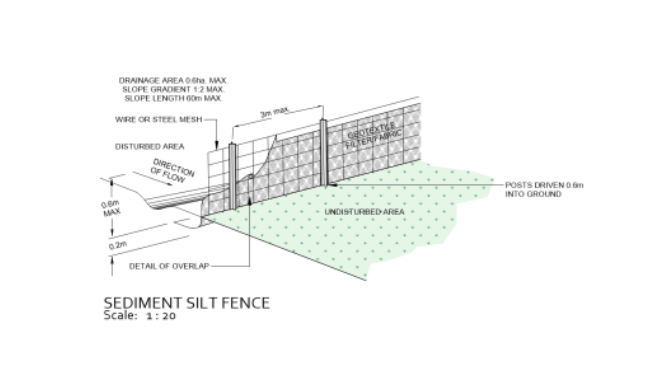 DRAINAGE AREA 0.6ha. MAX.
SLOPE GRADIENT 1:2 MAX.
SLOPE LENGTH 60m MAX.
3m max.
WIRE OR STEEL MESH
GEOTEXTILE
FILTER FABRIC
DISTURBED AREA
DIRECTION
OF FLOW
POSTS DRIVEN 0.6m
INTO GROUND
0.6m
MAX
UNDISTURBED AREA
0.2m
DETAIL OF OVERLAP
SEDIMENT SILT FENCE
Scale: 1 : 20